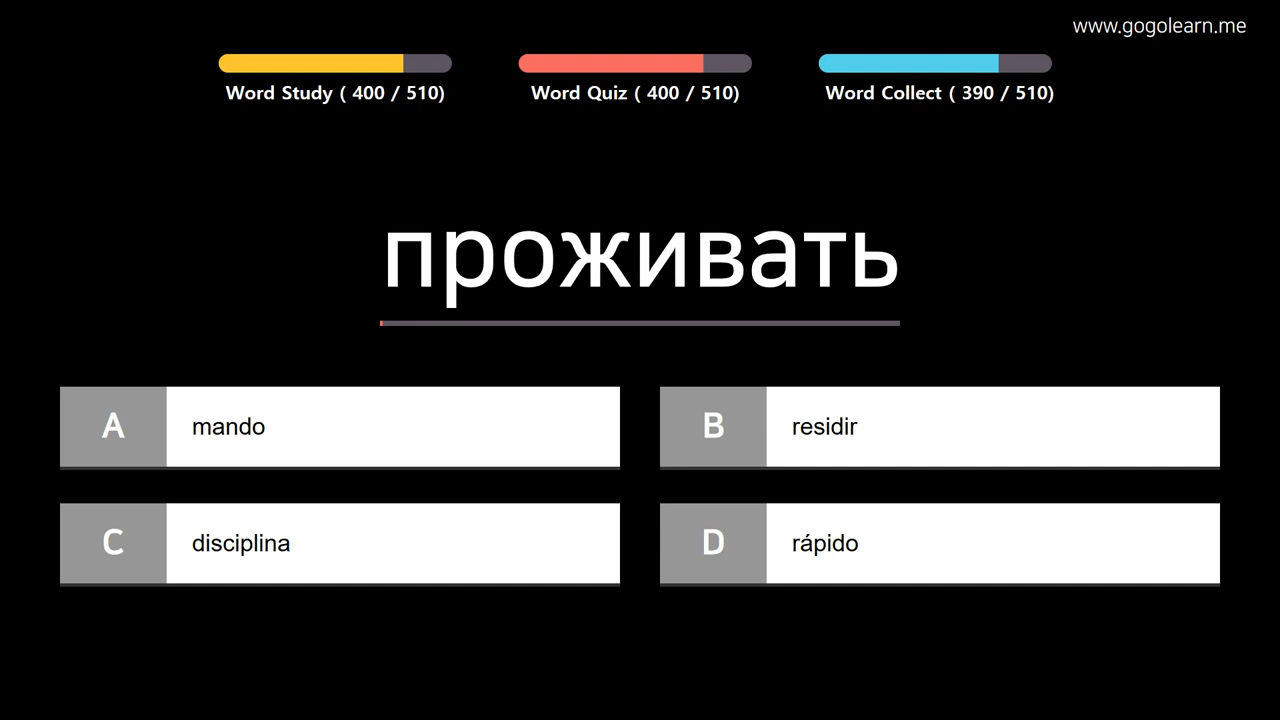 www.gogolearn.me
Word Study ( 400 / 510)
Word Quiz ( 400 / 510)
Word Collect ( 390 / 510)
проживать
A mando
B residir
C disciplina
D rápido